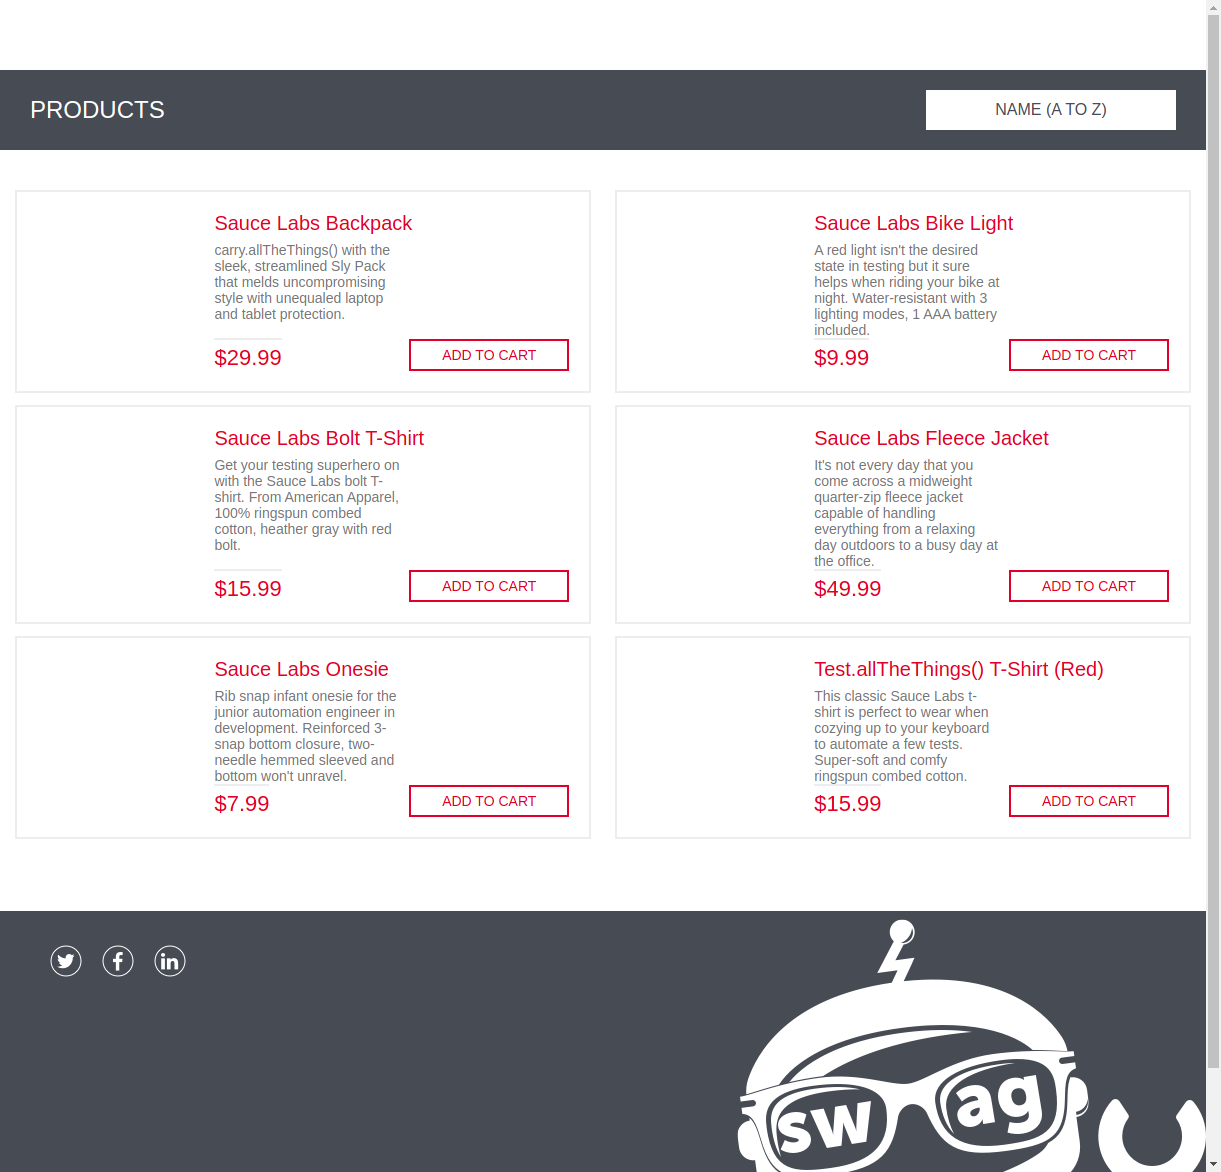 PRODUCTS
NAME (A TO Z)
Sauce Labs Backpack
carry.allTheThings() with the
sleek, streamlined Sly Pack
that melds uncompromising
style with unequaled laptop
and tablet protection.
$29.99
ADD TO CART
Sauce Labs Bike Light
A red light isn't the desired
state in testing but it sure
helps when riding your bike at
night. Water-resistant with 3
lighting modes, 1 AAA battery
included.
$9.99
ADD TO CART
Sauce Labs Bolt T-Shirt
Get your testing superhero on
with the Sauce Labs bolt T-
shirt. From American Apparel,
100% ringspun combed
cotton, heather gray with red
bolt.
$15.99
ADD TO CART
Sauce Labs Fleece Jacket
It's not every day that you
come across a midweight
quarter-zip fleece jacket
capable of handling
everything from a relaxing
day outdoors to a busy day at
the office.
$49.99
ADD TO CART
Sauce Labs Onesie
Rib snap infant onesie for the
junior automation engineer in
development. Reinforced 3-
snap bottom closure, two-
needle hemmed sleeved and
bottom won't unravel.
$7.99
ADD TO CART
Test.allTheThings() T-Shirt (Red)
This classic Sauce Labs t-
shirt is perfect to wear when
cozying up to your keyboard
to automate a few tests.
Super-soft and comfy
ringspun combed cotton.
$15.99
ADD TO CART
swag